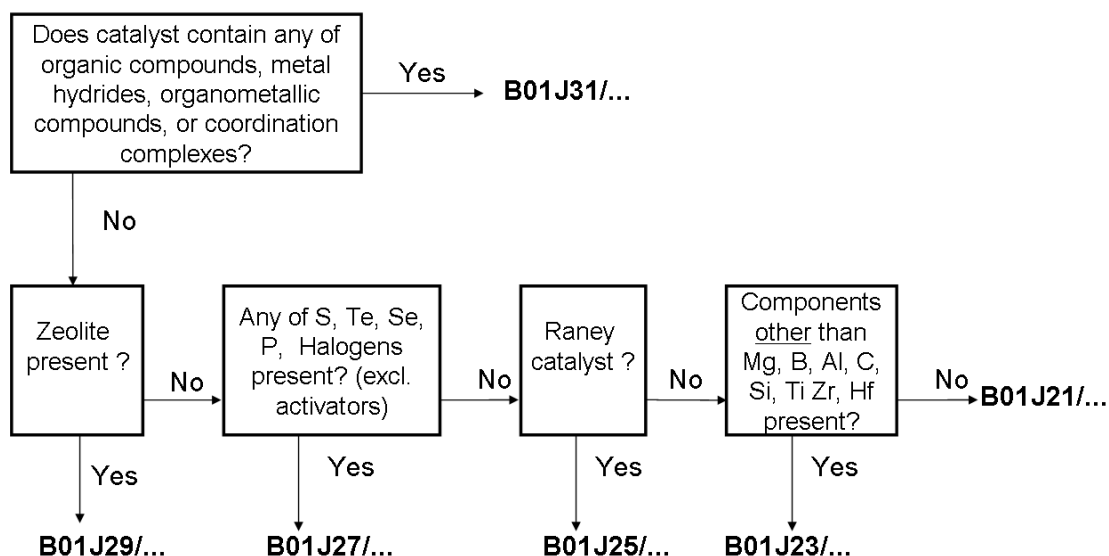 Does catalyst contain any of
organic compounds, metal
hydrides, organometallic
compounds, or coordination
complexes?
Yes
B01J31/...
No
Zeolite
present ?
No
Any of S, Te, Se,
P, Halogens
present? (excl.
activators)
No
Raney
catalyst ?
No
Components
other than
Mg, B, Al, C,
Si, Ti Zr, Hf
present?
No
B01J21/...
Yes
Yes
Yes
Yes
B01J29/...
B01J27/...
B01J25/...
B01J23/...